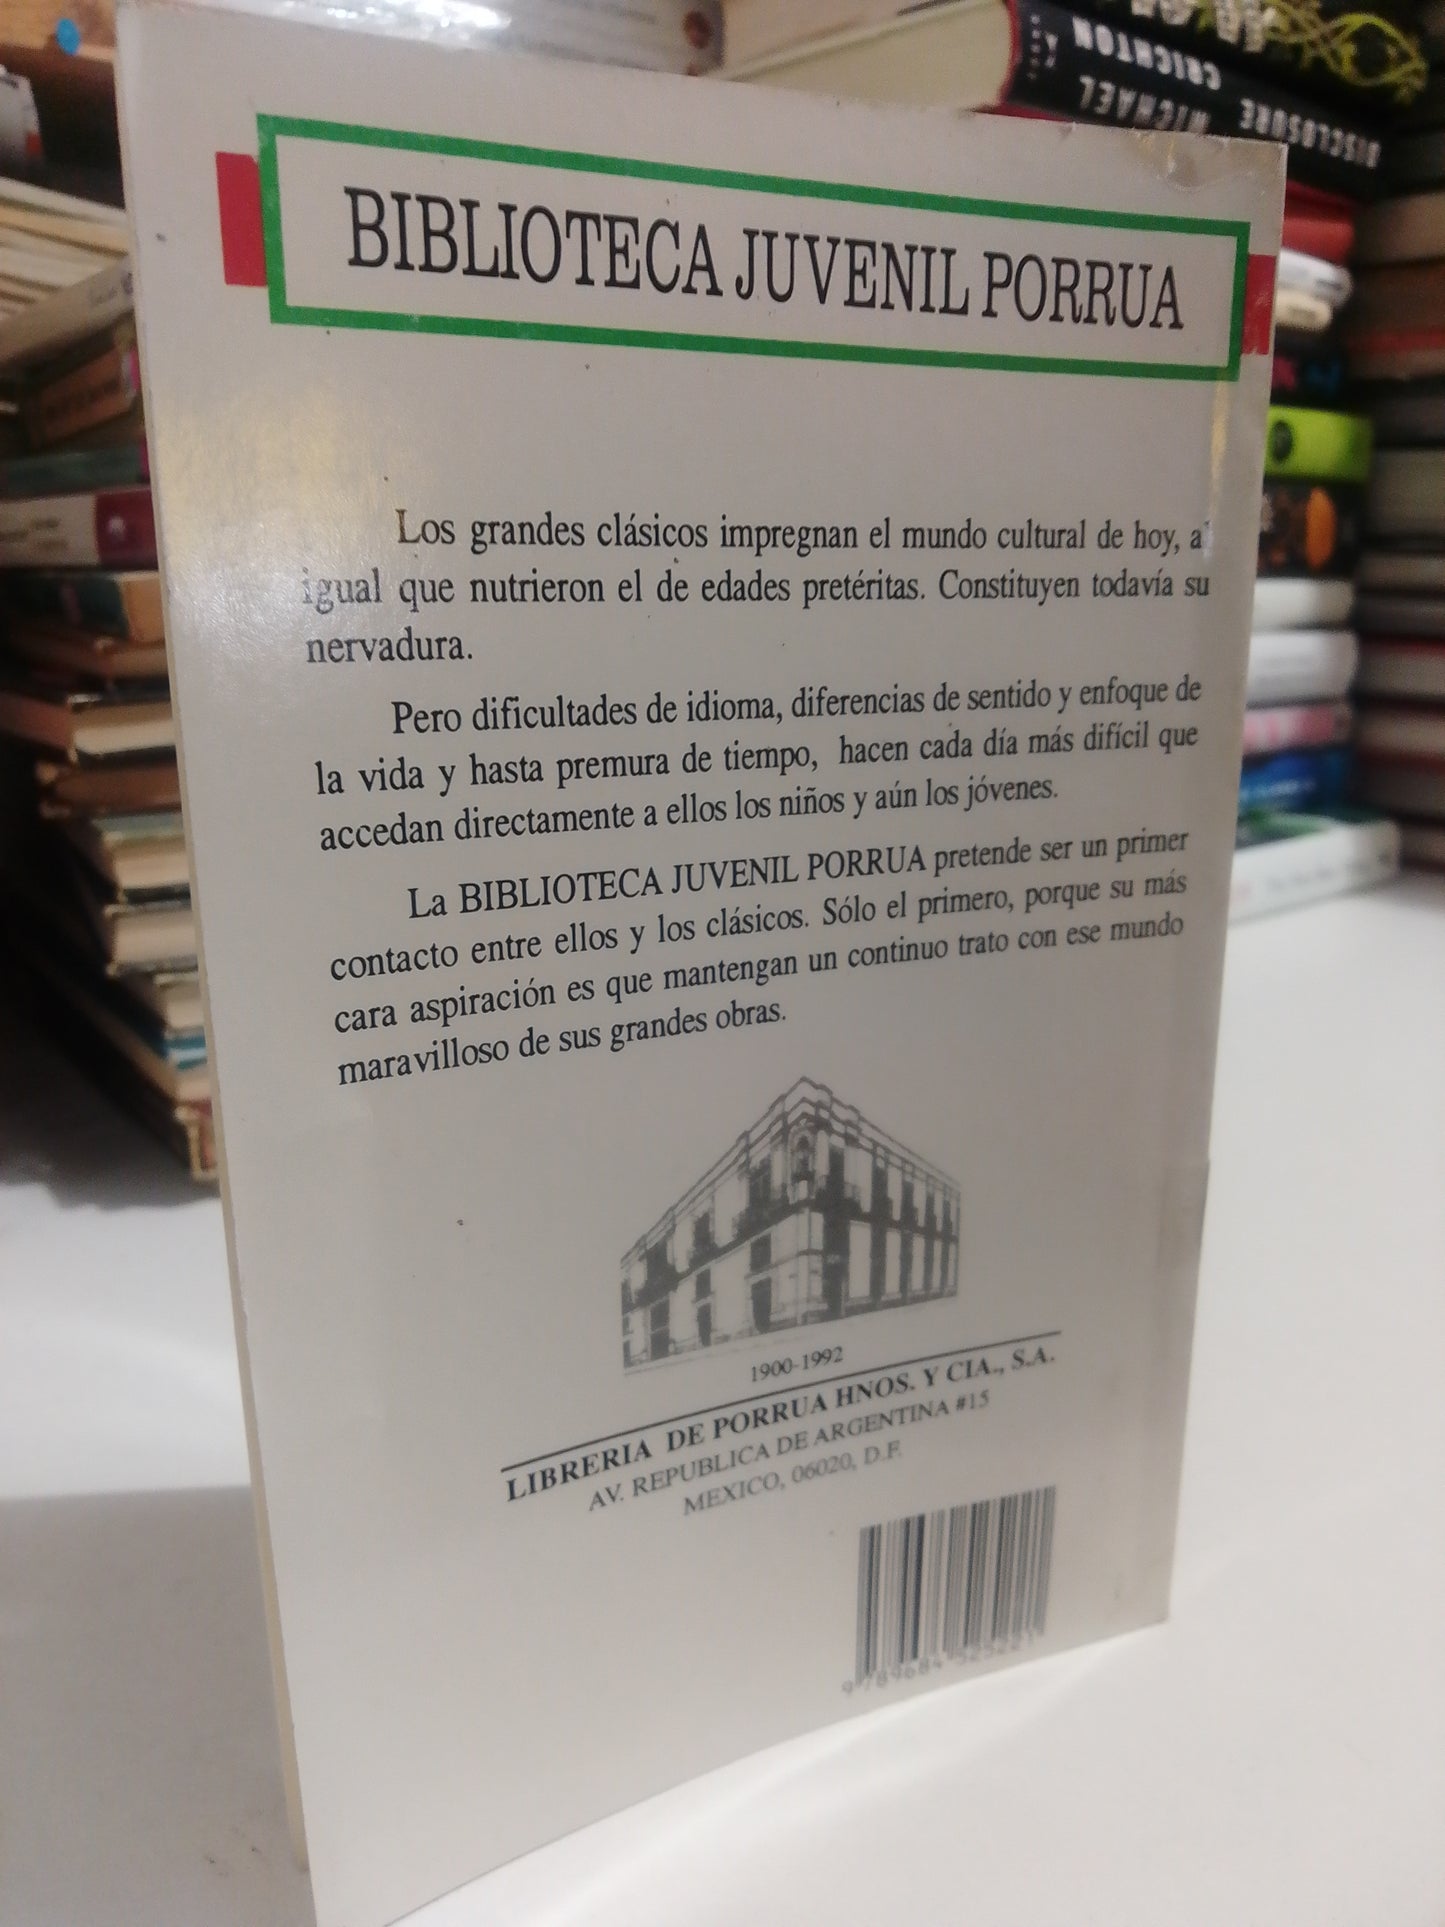 BIBLIOTECA JUVENIL PORRUA
Los grandes clásicos impregnan el mundo cultural de hoy, al
igual que nutrieron el de edades pretéritas. Constituyen todavía su
nervadura.
Pero dificultades de idioma, diferencias de sentido y enfoque de
la vida y hasta premura de tiempo, hacen cada día más difícil que
accedan directamente a ellos los niños y aún los jóvenes.
La BIBLIOTECA JUVENIL PORRUA pretende ser un primer
contacto entre ellos y los clásicos. Sólo el primero, porque su más
cara aspiración es que mantengan un continuo trato con ese mundo
maravilloso de sus grandes obras.
1900-1992
LIBRERIA DE PORRUA HNOS. Y CIA., S.A.
AV. REPUBLICA DE ARGENTINA #15
MEXICO, 06020, D.F.
9 789684 525221
MICHAEL
CRICHTON
DISCLOSURE